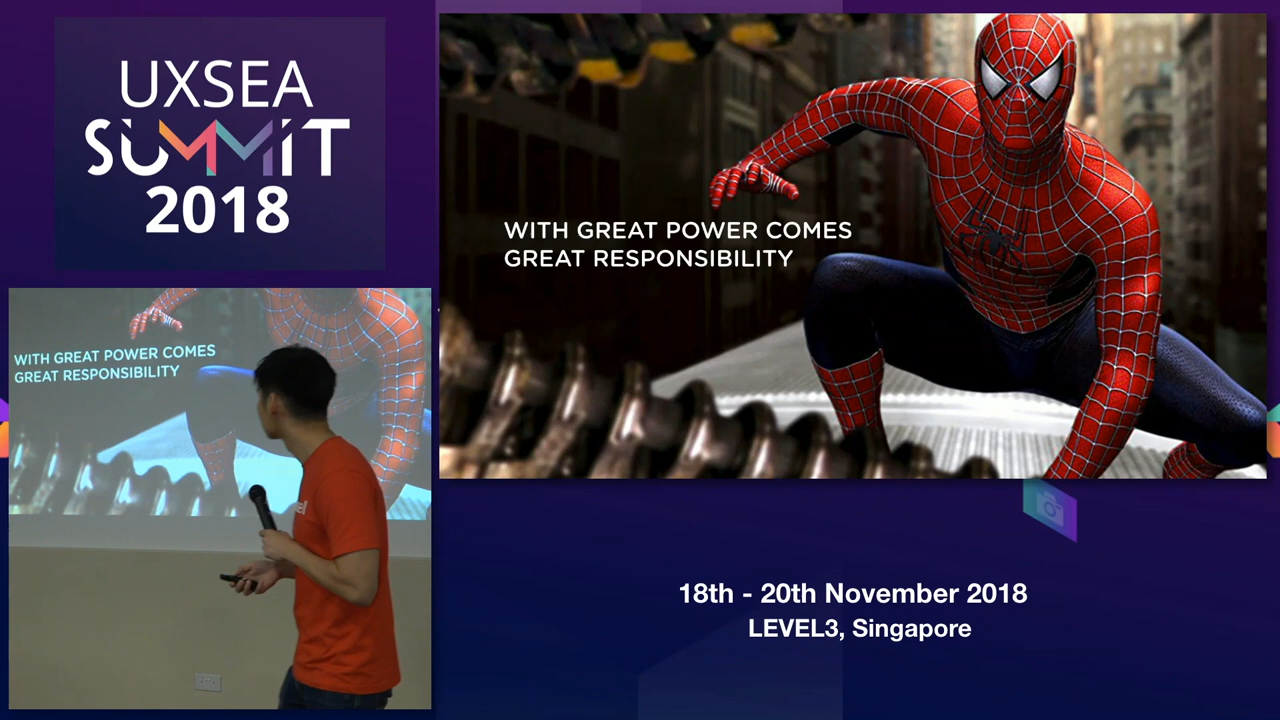 UXSEA
SUMMIT
2018
WITH GREAT POWER COMES
GREAT RESPONSIBILITY
WITH GREAT POWER COMES
GREAT RESPONSIBILITY
18th - 20th November 2018
LEVEL3, Singapore